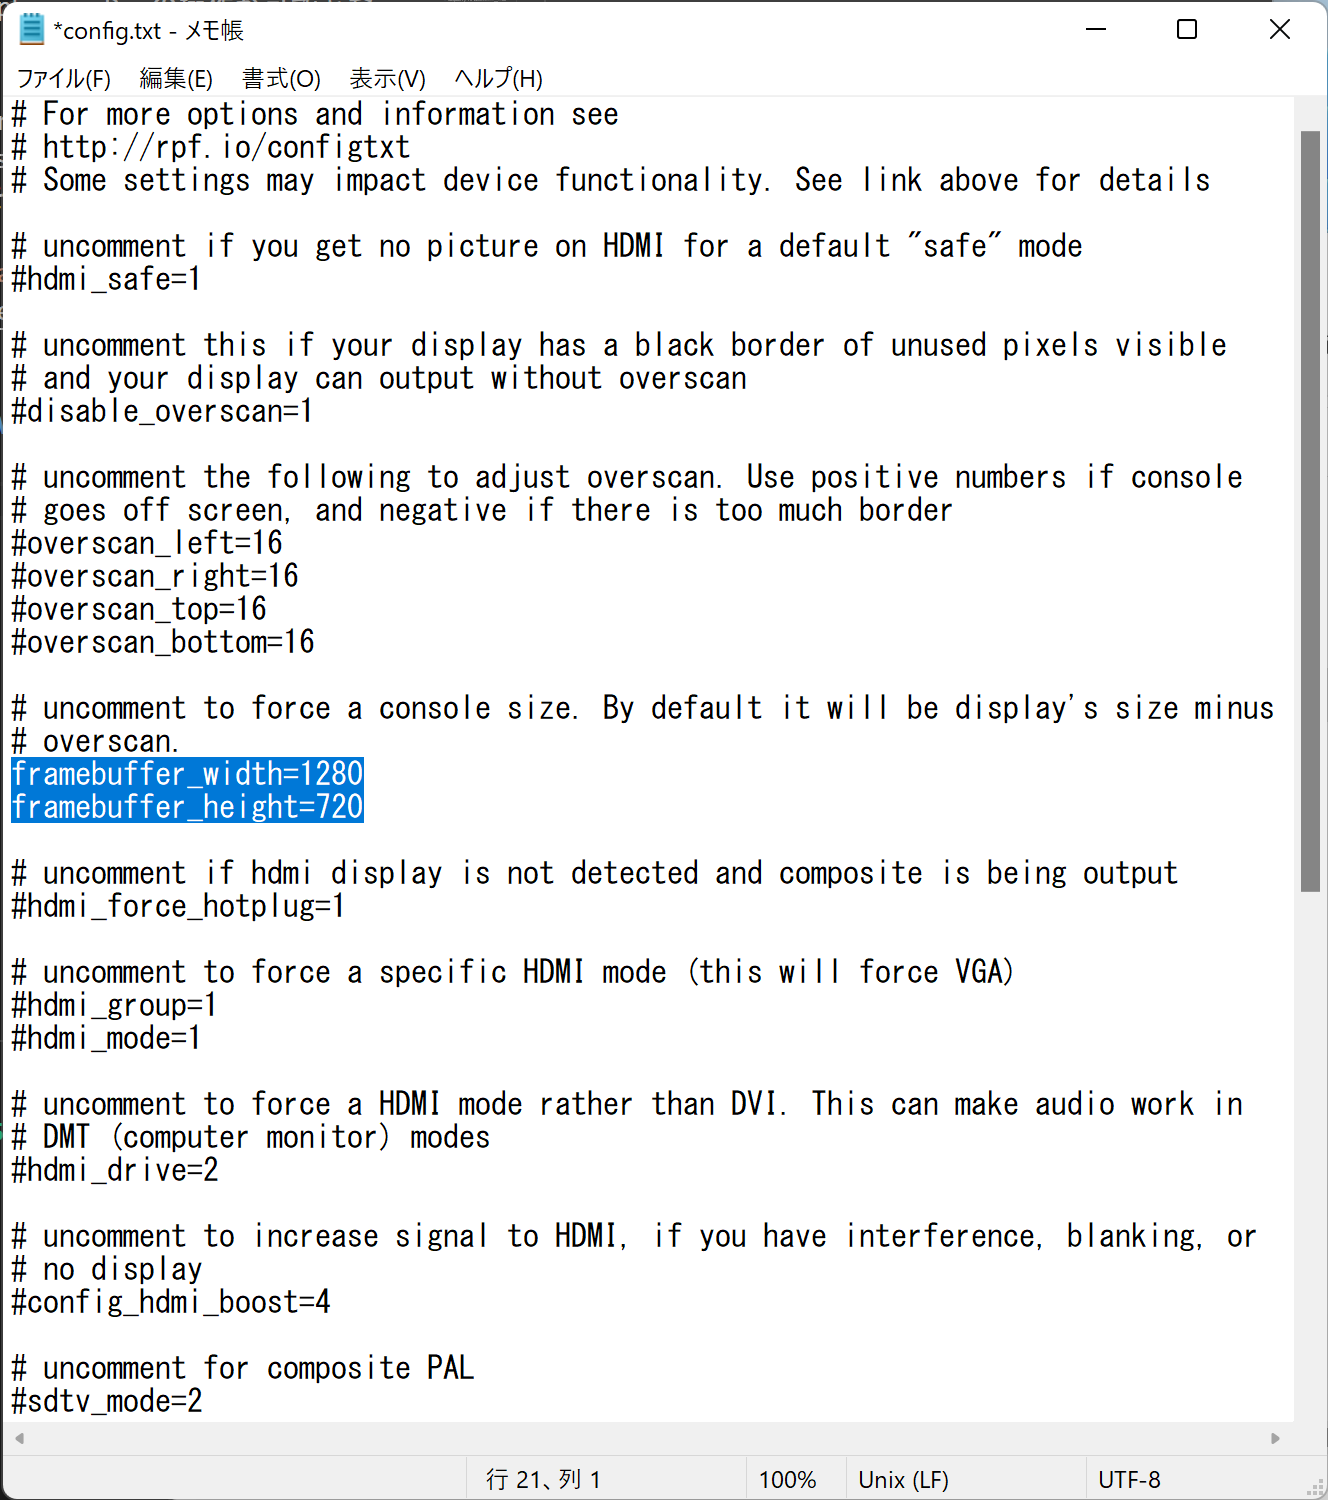 *config.txt - メモ帳
ファイル(F) 編集(E) 書式(O) 表示(V) ヘルプ(H)
# For more options and information see
# http://rpf.io/configtxt
# Some settings may impact device functionality. See link above for details
# uncomment if you get no picture on HDMI for a default "safe" mode
#hdmi_safe=1
# uncomment this if your display has a black border of unused pixels visible
# and your display can output without overscan
#disable_overscan=1
# uncomment the following to adjust overscan. Use positive numbers if console
# goes off screen, and negative if there is too much border
#overscan_left=16
#overscan_right=16
#overscan_top=16
#overscan_bottom=16
# uncomment to force a console size. By default it will be display's size minus
# overscan.
framebuffer_width=1280
framebuffer_height=720
# uncomment if hdmi display is not detected and composite is being output
#hdmi_force_hotplug=1
# uncomment to force a specific HDMI mode (this will force VGA)
#hdmi_group=1
#hdmi_mode=1
# uncomment to force a HDMI mode rather than DVI. This can make audio work in
# DMT (computer monitor) modes
#hdmi_drive=2
# uncomment to increase signal to HDMI, if you have interference, blanking, or
# no display
#config_hdmi_boost=4
# uncomment for composite PAL
#sdtv_mode=2
行 21、列 1 100% Unix (LF) UTF-8